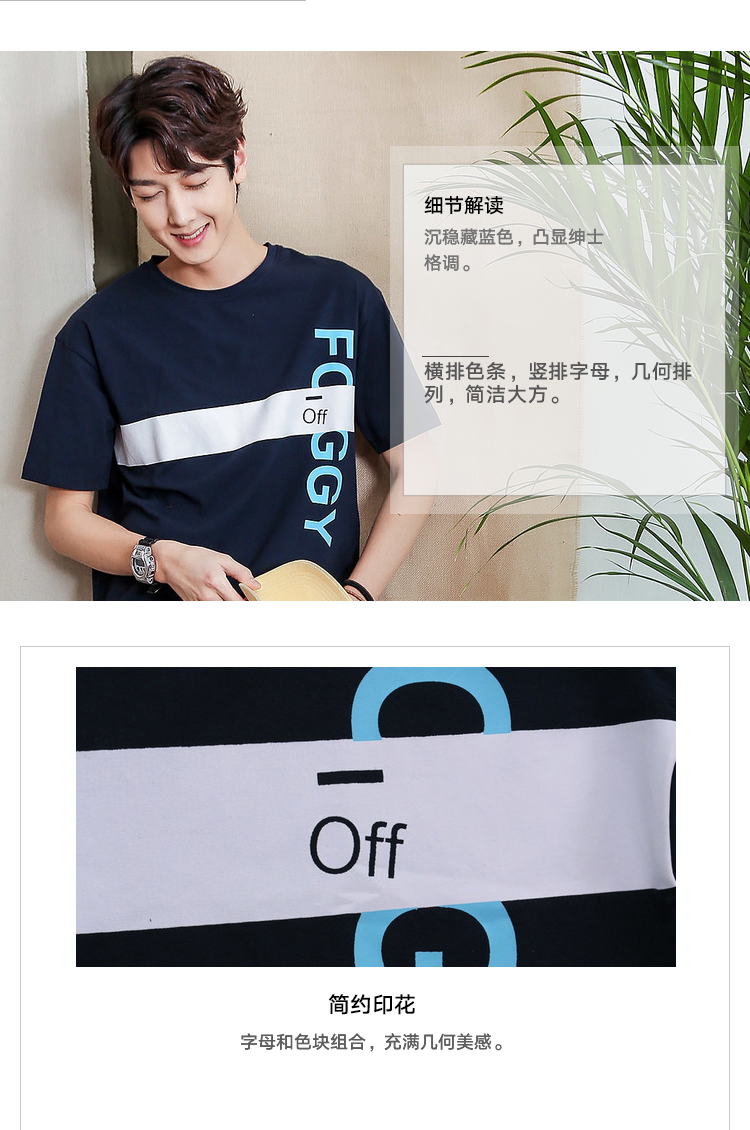 细节解读
沉稳藏蓝色，凸显绅士
格调。
横排色条，竖排字母，几何排
列，简洁大方。
FOGGY
Off
Off
简约印花
字母和色块组合，充满几何美感。